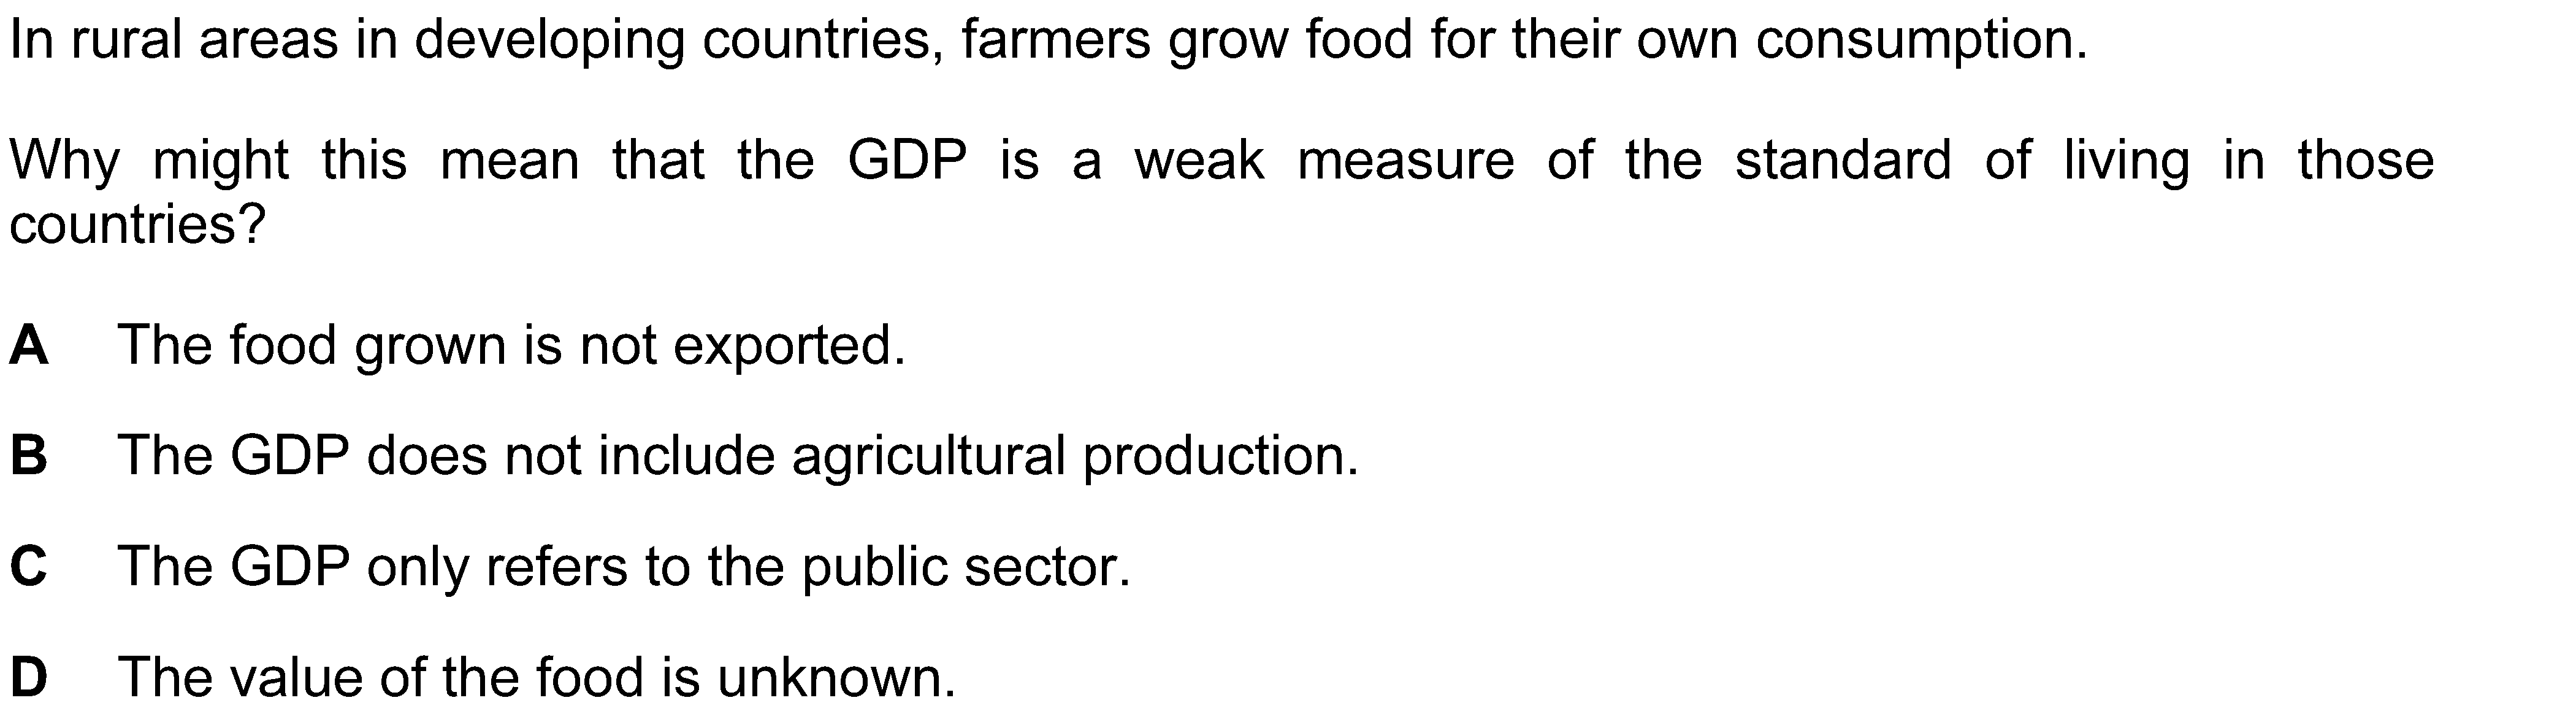 In rural areas in developing countries, farmers grow food for their own consumption.
Why might this mean that the GDP is a weak measure of the standard of living in those
countries?
A The food grown is not exported.
B The GDP does not include agricultural production.
C The GDP only refers to the public sector.
D The value of the food is unknown.